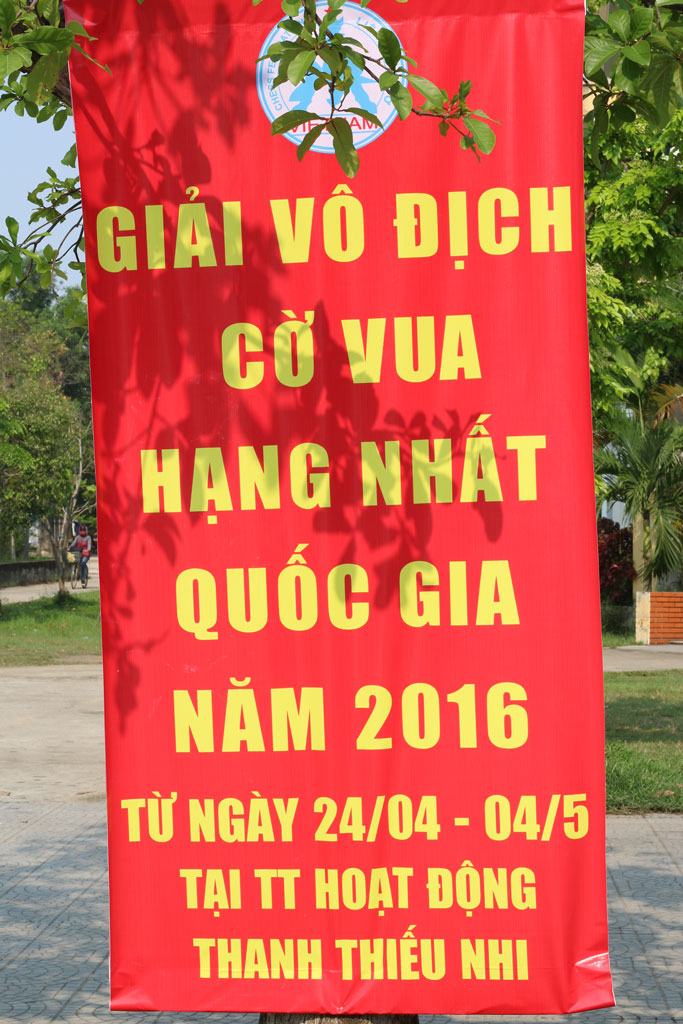 GIẢI VÔ ĐỊCH
CỜ VUA
HẠNG NHẤT
QUỐC GIA
NĂM 2016
TỪ NGÀY 24/04 - 04/5
TẠI TT HOẠT ĐỘNG
THANH THIẾU NHI